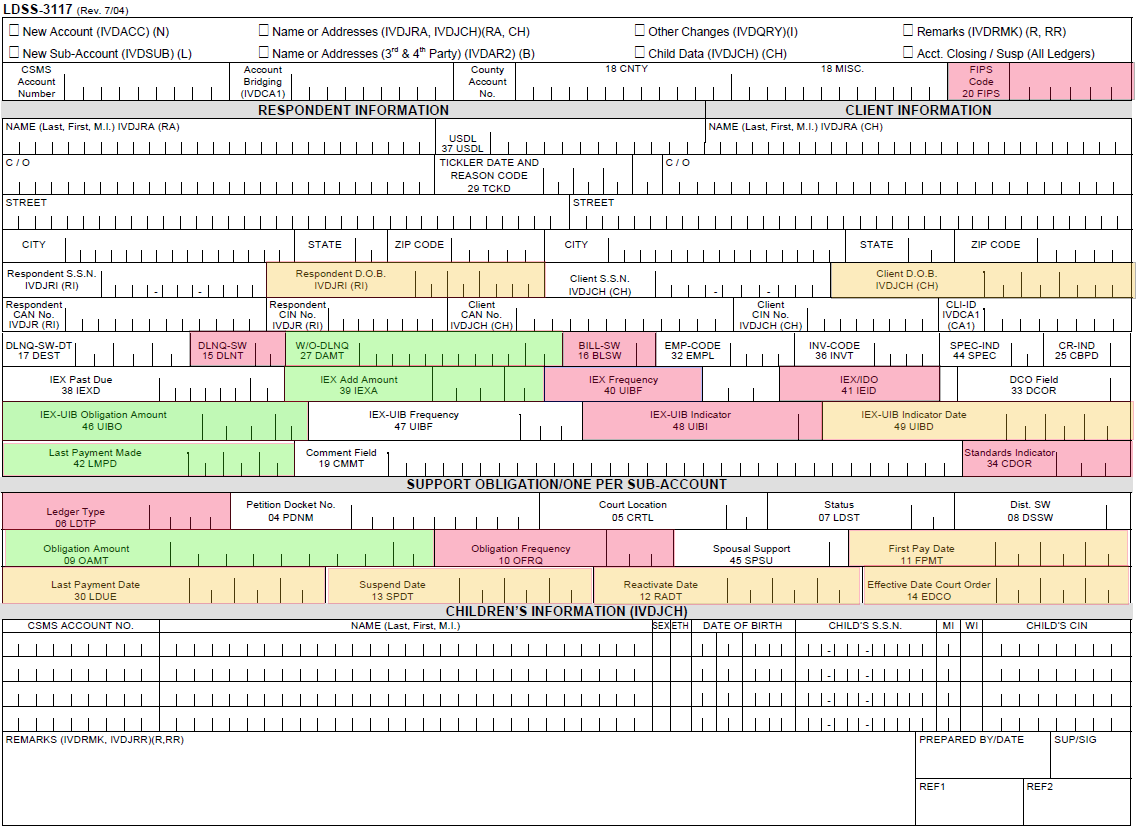 LDSS-3117 (Rev. 7/04)
New Account (IVDACC) (N)
Name or Addresses (IVDJRA, IVDJCH)(RA, CH)
Other Changes (IVDQRY)(I)
Remarks (IVDRMK) (R, RR)
New Sub-Account (IVDSUB) (L)
Name or Addresses (3rd & 4th Party) (IVDAR2) (B)
Child Data (IVDJCH) (CH)
Acct. Closing / Susp (All Ledgers)
CSMS
Account
Number
Account
Bridging
(IVDCA1)
County
Account
No.
18 CNTY
18 MISC.
FIPS
Code
20 FIPS
RESPONDENT INFORMATION
CLIENT INFORMATION
NAME (Last, First, M.I.) IVDJRA (RA)
USDL
37 USDL
NAME (Last, First, M.I.) IVDJRA (CH)
C / O
TICKLER DATE AND
REASON CODE
29 TCKD
C / O
STREET
STREET
CITY
STATE
ZIP CODE
CITY
STATE
ZIP CODE
Respondent S.S.N.
IVDJRI (RI)
- -
Respondent D.O.B.
IVDJRI (RI)
Client S.S.N.
IVDJCH (CH)
- -
Client D.O.B.
IVDJCH (CH)
Respondent
CAN No.
IVDJR (RI)
Respondent
CIN No.
IVDJR (RI)
Client
CAN No.
IVDJCH (CH)
Client
CIN No.
IVDJCH (CH)
CLI-ID
IVDCA1
(CA1)
DLNQ-SW-DT
17 DEST
DLNQ-SW
15 DLNT
W/O-DLNQ
27 DAMT
BILL-SW
16 BLSW
EMP-CODE
32 EMPL
INV-CODE
36 INVT
SPEC-IND
44 SPEC
CR-IND
25 CBPD
IEX Past Due
38 IEXD
IEX Add Amount
39 IEXA
IEX Frequency
40 UIBF
IEX/IDO
41 IEID
DCO Field
33 DCOR
IEX-UIB Obligation Amount
46 UIBO
IEX-UIB Frequency
47 UIBF
IEX-UIB Indicator
48 UIBI
IEX-UIB Indicator Date
49 UIBD
Last Payment Made
42 LMPD
Comment Field
19 CMMT
Standards Indicator
34 CDOR
SUPPORT OBLIGATION/ONE PER SUB-ACCOUNT
Ledger Type
06 LDTP
Petition Docket No.
04 PDNM
Court Location
05 CRTL
Status
07 LDST
Dist. SW
08 DSSW
Obligation Amount
09 OAMT
Obligation Frequency
10 OFRQ
Spousal Support
45 SPSU
First Pay Date
11 FPMT
Last Payment Date
30 LDUE
Suspend Date
13 SPDT
Reactivate Date
12 RADT
Effective Date Court Order
14 EDCO
CHILDREN'S INFORMATION (IVDJCH)
CSMS ACCOUNT NO.
NAME (Last, First, M.I.)
SEX
ETH
DATE OF BIRTH
CHILD'S S.S.N.
MI
WI
CHILD'S CIN
- -
- -
- -
- -
REMARKS (IVDRMK, IVDJRR)(R,RR)
PREPARED BY/DATE
SUP/SIG
REF1
REF2